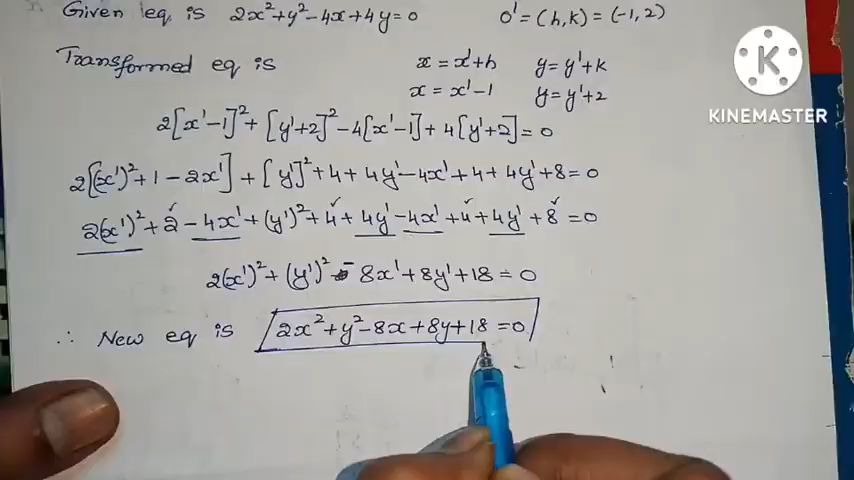 Given eq is 2x²+y²-4x+4y=0 O'=(h,k)=(-1,2)
Transformed eq is x=x'+h y=y'+k
x=x'-1 y=y'+2
2[x'-1]²+[y'+2]²-4[x'-1]+4[y'+2]=0
2[(x')²+1-2x']+[y']²+4+4y'-4x'+4+4y'+8=0
2(x')²+2-4x'+(y')²+4+4y'-4x'+4+4y'+8=0
2(x')²+(y')²-8x'+8y'+18=0
∴ New eq is 2x²+y²-8x+8y+18=0
K
KINEMASTER